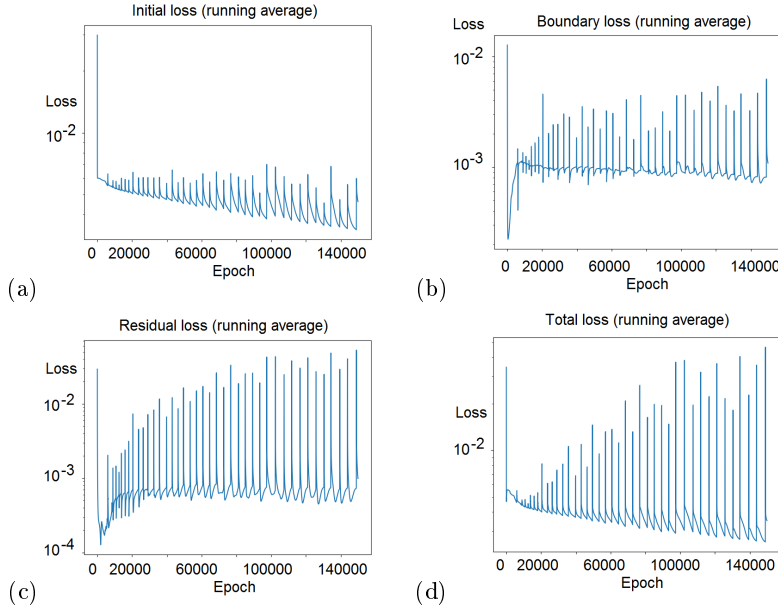 Initial loss (running average)
Loss
10⁻²
0 20000 60000 100000 140000
Epoch
(a)
Boundary loss (running average)
Loss
10⁻²
10⁻³
0 20000 60000 100000 140000
Epoch
(b)
Residual loss (running average)
Loss
10⁻²
10⁻³
10⁻⁴
0 20000 60000 100000 140000
Epoch
(c)
Total loss (running average)
Loss
10⁻²
0 20000 60000 100000 140000
Epoch
(d)